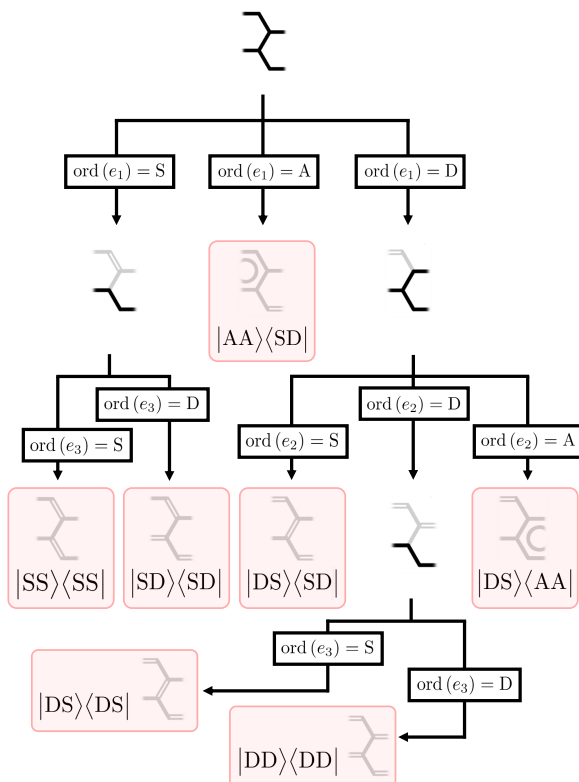 ord (e₁) = S
ord (e₁) = A
ord (e₁) = D
|AA⟩⟨SD|
ord (e₃) = D
ord (e₂) = D
ord (e₃) = S
ord (e₂) = S
ord (e₂) = A
|SS⟩⟨SS|
|SD⟩⟨SD|
|DS⟩⟨SD|
|DS⟩⟨AA|
ord (e₃) = S
ord (e₃) = D
|DS⟩⟨DS|
|DD⟩⟨DD|